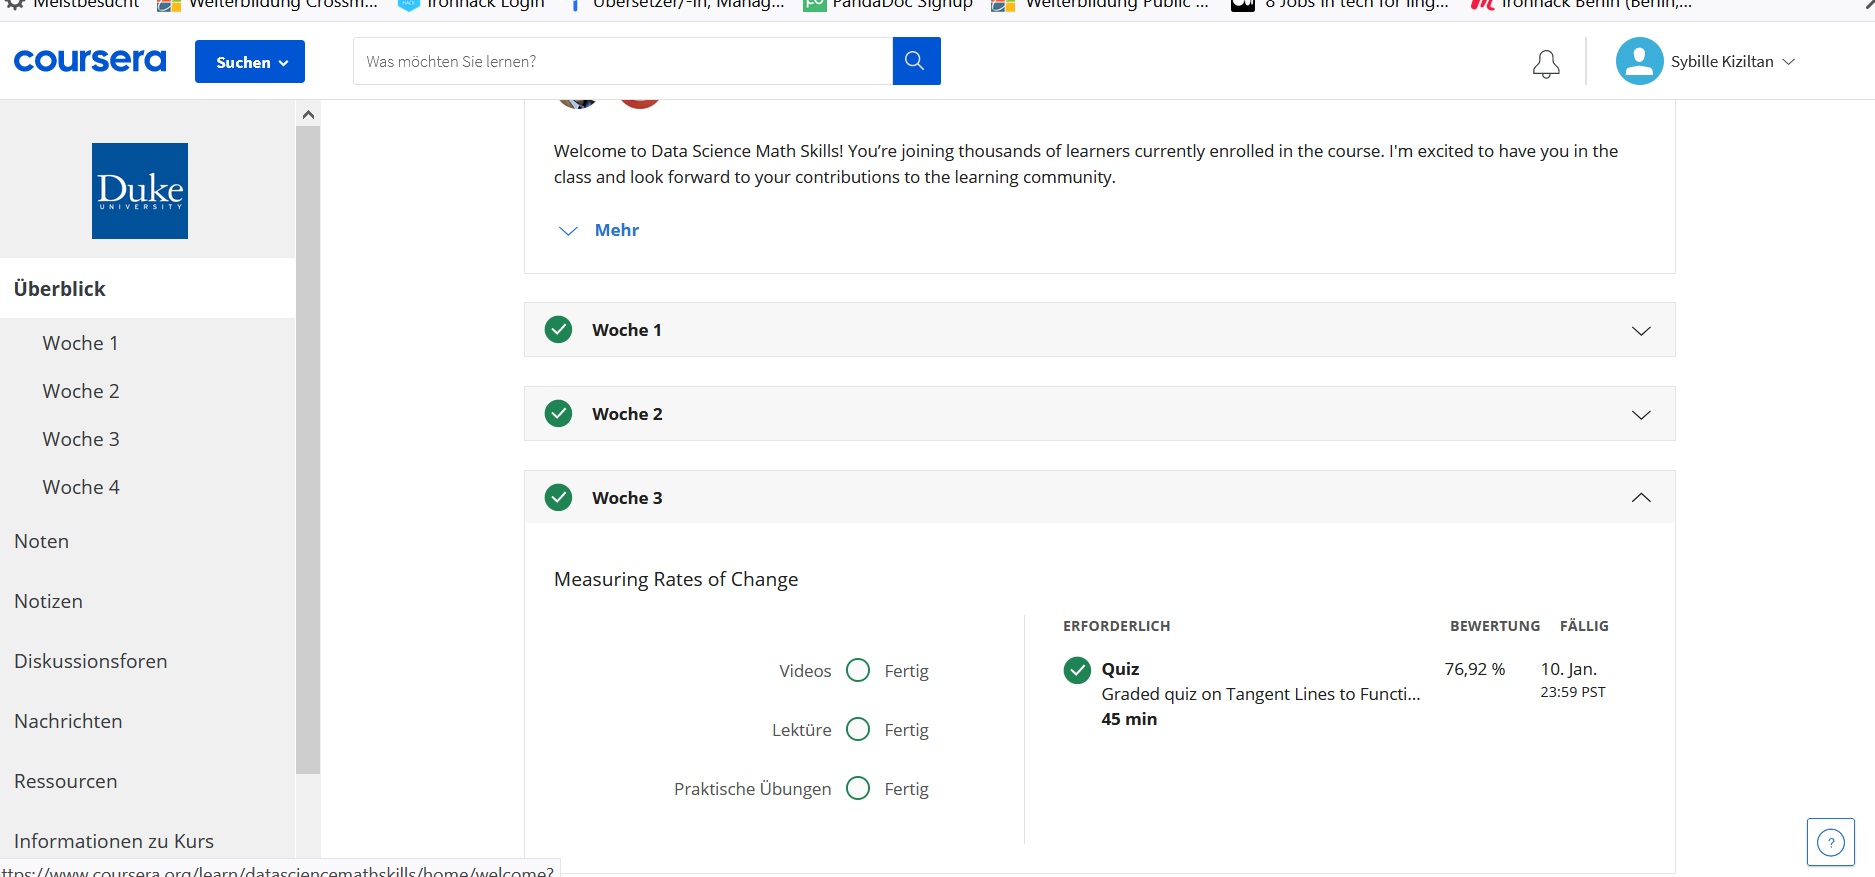 Meistbesucht Weiterbildung Crossm... Ironhack Login Übersetzer/-in, Manag... PandaDoc Signup Weiterbildung Public ... 8 Jobs in tech for ling... Ironhack Berlin (Berlin,...
coursera Suchen Was möchten Sie lernen? Sybille Kiziltan
Duke
UNIVERSITY
Überblick
Woche 1
Woche 2
Woche 3
Woche 4
Noten
Notizen
Diskussionsforen
Nachrichten
Ressourcen
Informationen zu Kurs
Welcome to Data Science Math Skills! You’re joining thousands of learners currently enrolled in the course. I'm excited to have you in the
class and look forward to your contributions to the learning community.
Mehr
Woche 1
Woche 2
Woche 3
Measuring Rates of Change
Videos Fertig
Lektüre Fertig
Praktische Übungen Fertig
ERFORDERLICH BEWERTUNG FÄLLIG
Quiz 76,92 % 10. Jan.
Graded quiz on Tangent Lines to Functi... 23:59 PST
45 min
?
ttps://www.coursera.org/learn/datasciencemathskills/home/welcome?